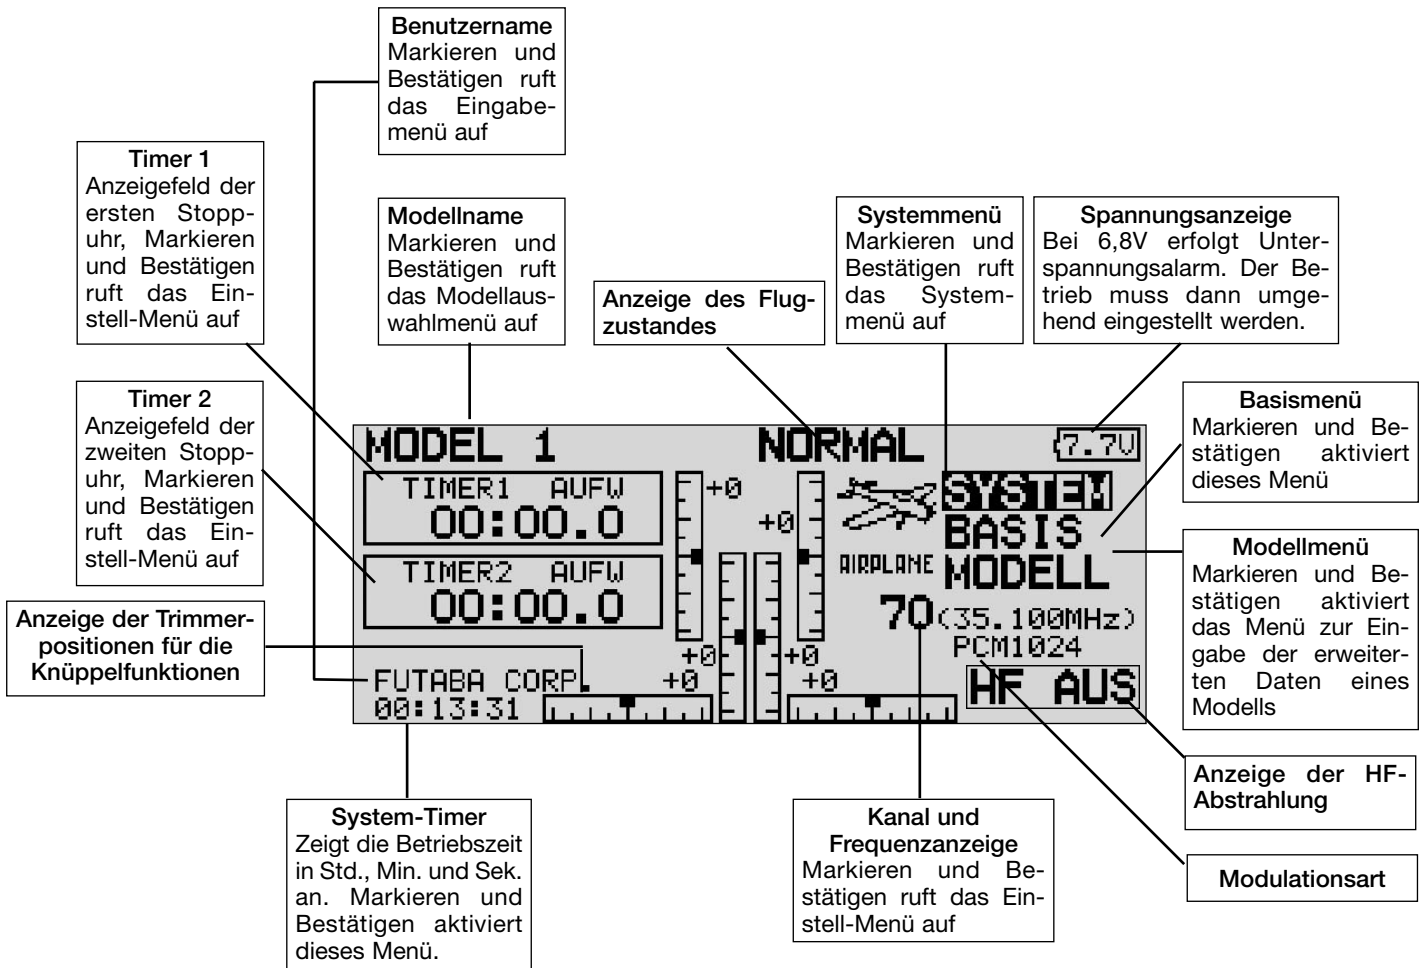 Benutzername
Markieren und
Bestätigen ruft
das Eingabe-
menü auf
Timer 1
Anzeigefeld der
ersten Stopp-
uhr, Markieren
und Bestätigen
ruft das Ein-
stell-Menü auf
Modellname
Markieren und
Bestätigen ruft
das Modellaus-
wahlmenü auf
Anzeige des Flug-
zustandes
Systemmenü
Markieren und
Bestätigen ruft
das System-
menü auf
Spannungsanzeige
Bei 6,8V erfolgt Unter-
spannungsalarm. Der Be-
trieb muss dann umge-
hend eingestellt werden.
Timer 2
Anzeigefeld der
zweiten Stopp-
uhr, Markieren
und Bestätigen
ruft das Ein-
stell-Menü auf
Basismenü
Markieren und Be-
stätigen aktiviert
dieses Menü
Modellmenü
Markieren und Be-
stätigen aktiviert
das Menü zur Ein-
gabe der erweiter-
ten Daten eines
Modells
Anzeige der Trimmer-
positionen für die
Knüppelfunktionen
MODEL 1
NORMAL
7.7V
TIMER1 AUFW
00:00.0
TIMER2 AUFW
00:00.0
+0
+0
AIRPLANE
SYSTEM
BASIS
MODELL
70(35.100MHz)
PCM1024
+0
+0
+0
+0
FUTABA CORP.
00:13:31
HF AUS
Anzeige der HF-
Abstrahlung
Modulationsart
System-Timer
Zeigt die Betriebszeit
in Std., Min. und Sek.
an. Markieren und
Bestätigen aktiviert
dieses Menü.
Kanal und
Frequenzanzeige
Markieren und Be-
stätigen ruft das Ein-
stell-Menü auf